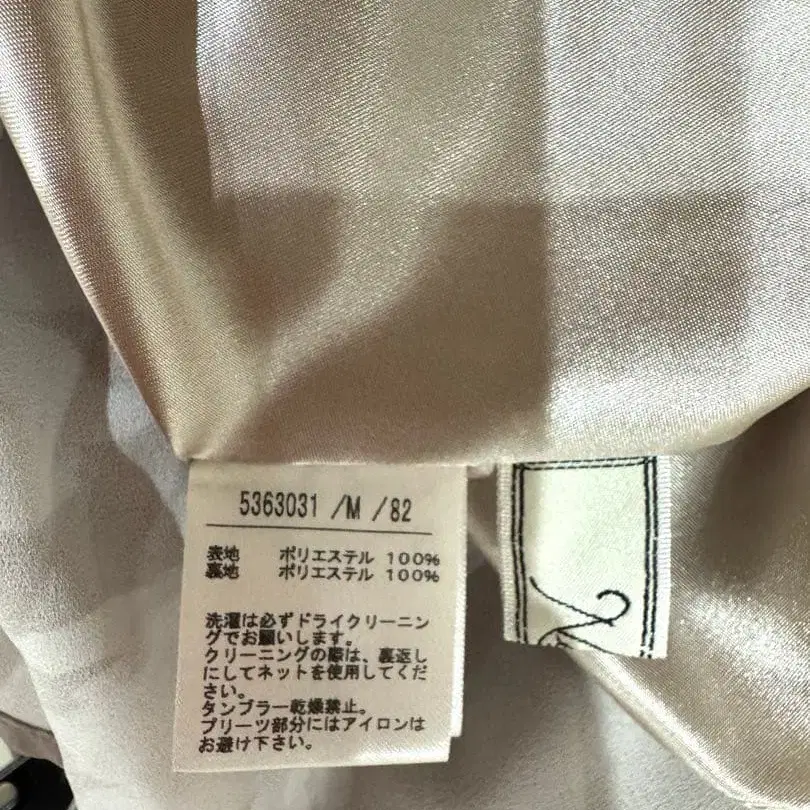 5363031 /M /82
表地 ポリエステル 100%
裏地 ポリエステル 100%
洗濯は必ずドライクリーニン
グでお願いします。
クリーニングの際は、裏返し
にしてネットを使用してくだ
さい。
タンブラー乾燥禁止。
プリーツ部分にはアイロンは
お避け下さい。